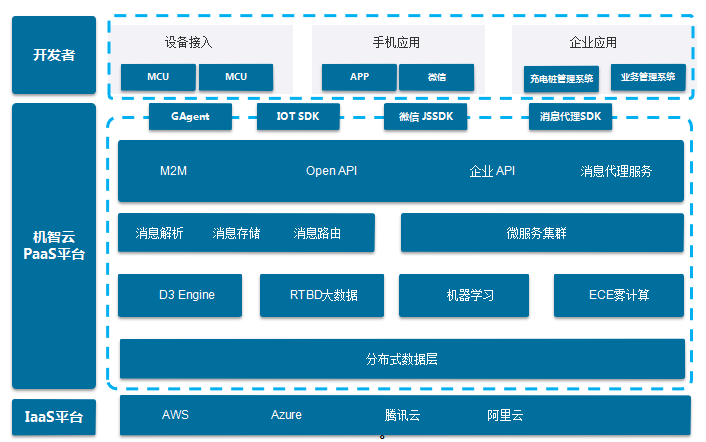 开发者
设备接入
手机应用
企业应用
MCU
MCU
APP
微信
充电桩管理系统
业务管理系统
机智云
PaaS平台
GAgent
IOT SDK
微信 JSSDK
消息代理SDK
M2M
Open API
企业 API
消息代理服务
消息解析
消息存储
消息路由
微服务集群
D3 Engine
RTBD大数据
机器学习
ECE雾计算
分布式数据层
IaaS平台
AWS
Azure
腾讯云
阿里云
。